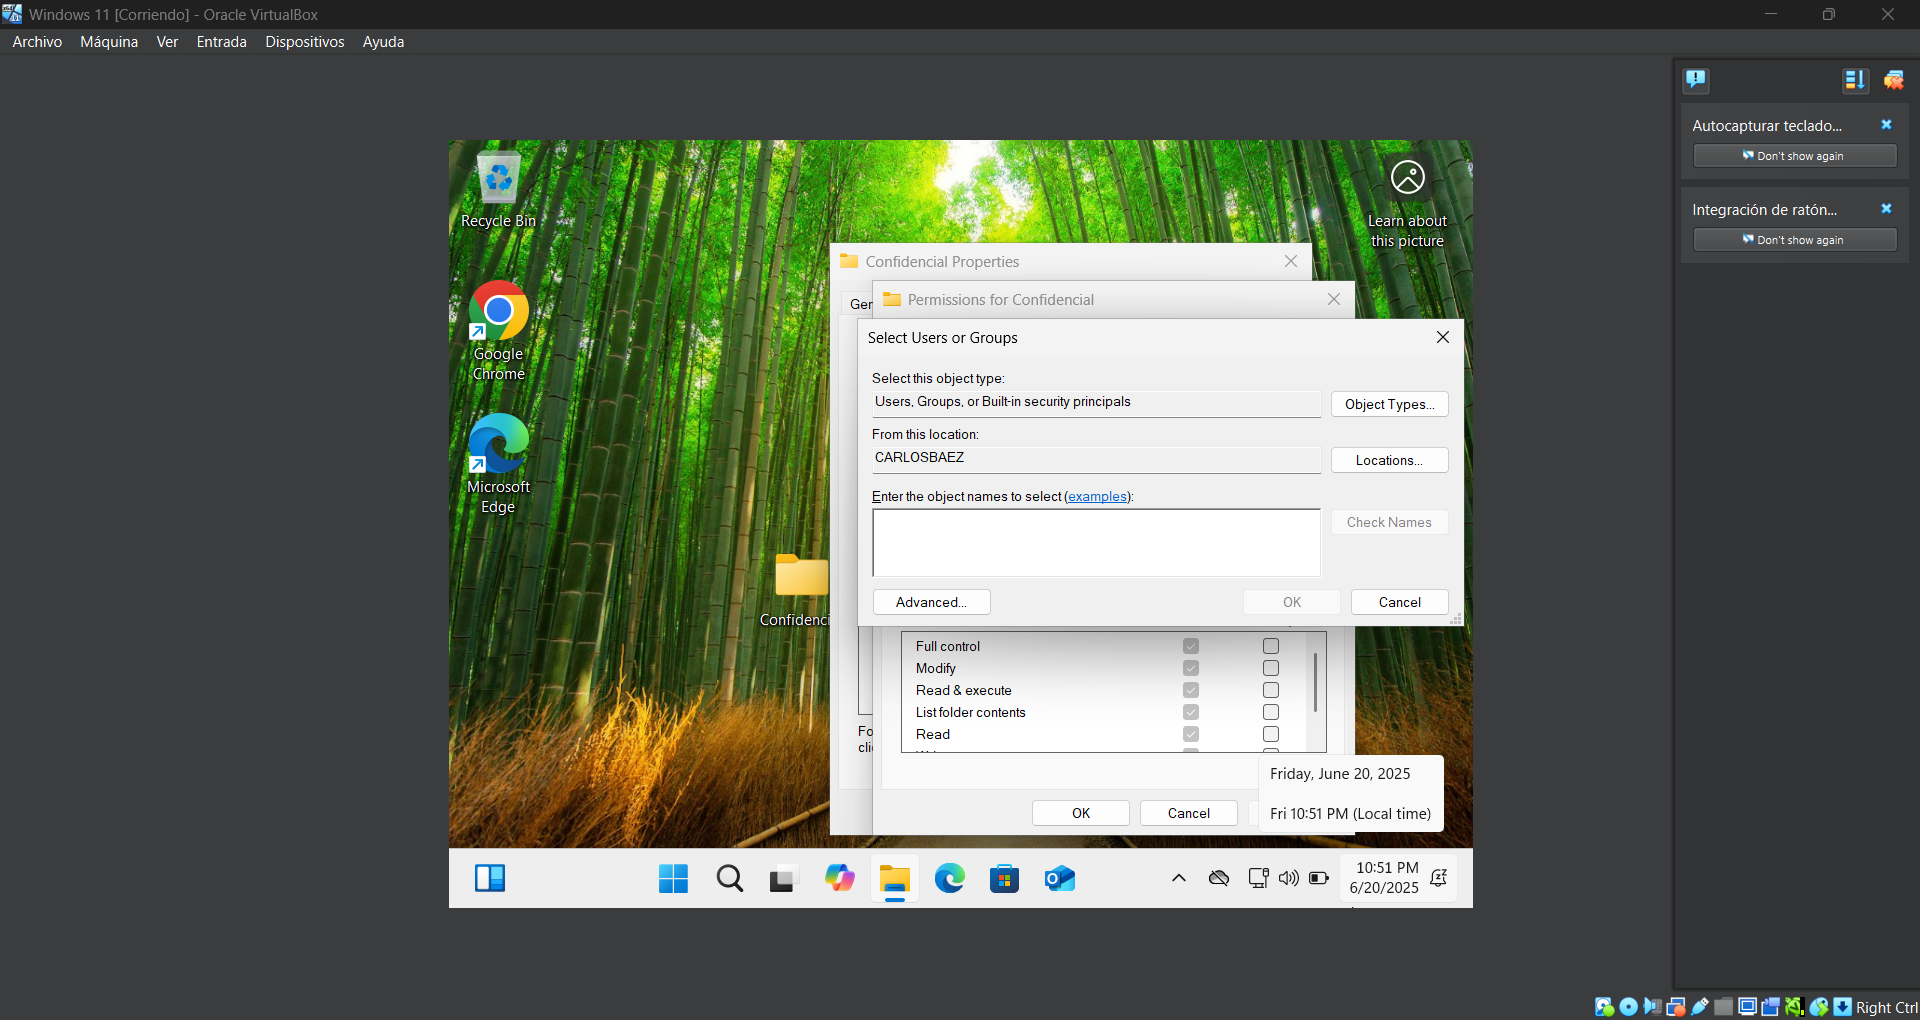 Windows 11 [Corriendo] - Oracle VirtualBox
Archivo Máquina Ver Entrada Dispositivos Ayuda
Autocapturar teclado...
Don't show again
Integración de ratón...
Don't show again
Recycle Bin
Learn about
this picture
Google
Chrome
Microsoft
Edge
Confidenci
Confidencial Properties
Ger
Permissions for Confidencial
Select Users or Groups
Select this object type:
Users, Groups, or Built-in security principals
Object Types...
From this location:
CARLOSBAEZ
Locations...
Enter the object names to select (examples):
Check Names
Advanced...
OK
Cancel
Full control
Modify
Read & execute
List folder contents
Read
Fo
cli
OK
Cancel
Friday, June 20, 2025
Fri 10:51 PM (Local time)
10:51 PM
6/20/2025
Right Ctrl